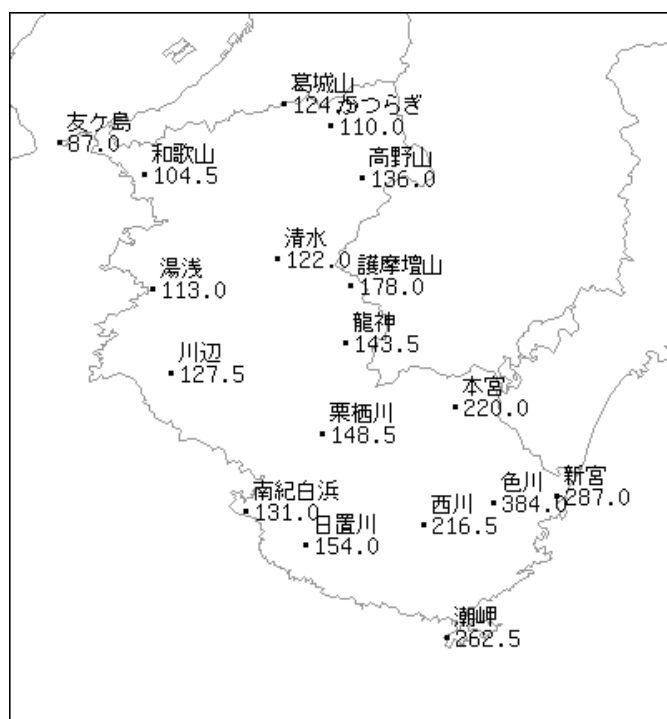 葛城山
124.5
かつらぎ
110.0
友ケ島
87.0
和歌山
104.5
高野山
136.0
清水
122.0
護摩壇山
178.0
湯浅
113.0
龍神
143.5
川辺
127.5
本宮
220.0
栗栖川
148.5
新宮
287.0
色川
384.0
南紀白浜
131.0
西川
216.5
日置川
154.0
潮岬
262.5